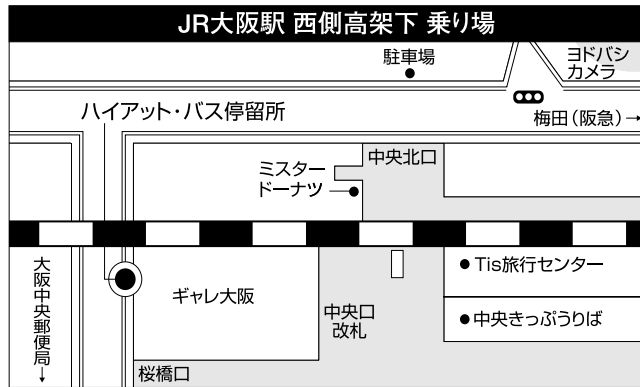 JR大阪駅 西側高架下 乗り場
駐車場
ヨドバシ
カメラ
ハイアット・バス停留所
梅田(阪急)→
中央北口
ミスター
ドーナツ
Tis旅行センター
ギャレ大阪
中央口
改札
中央きっぷうりば
大阪中央郵便局→
桜橋口